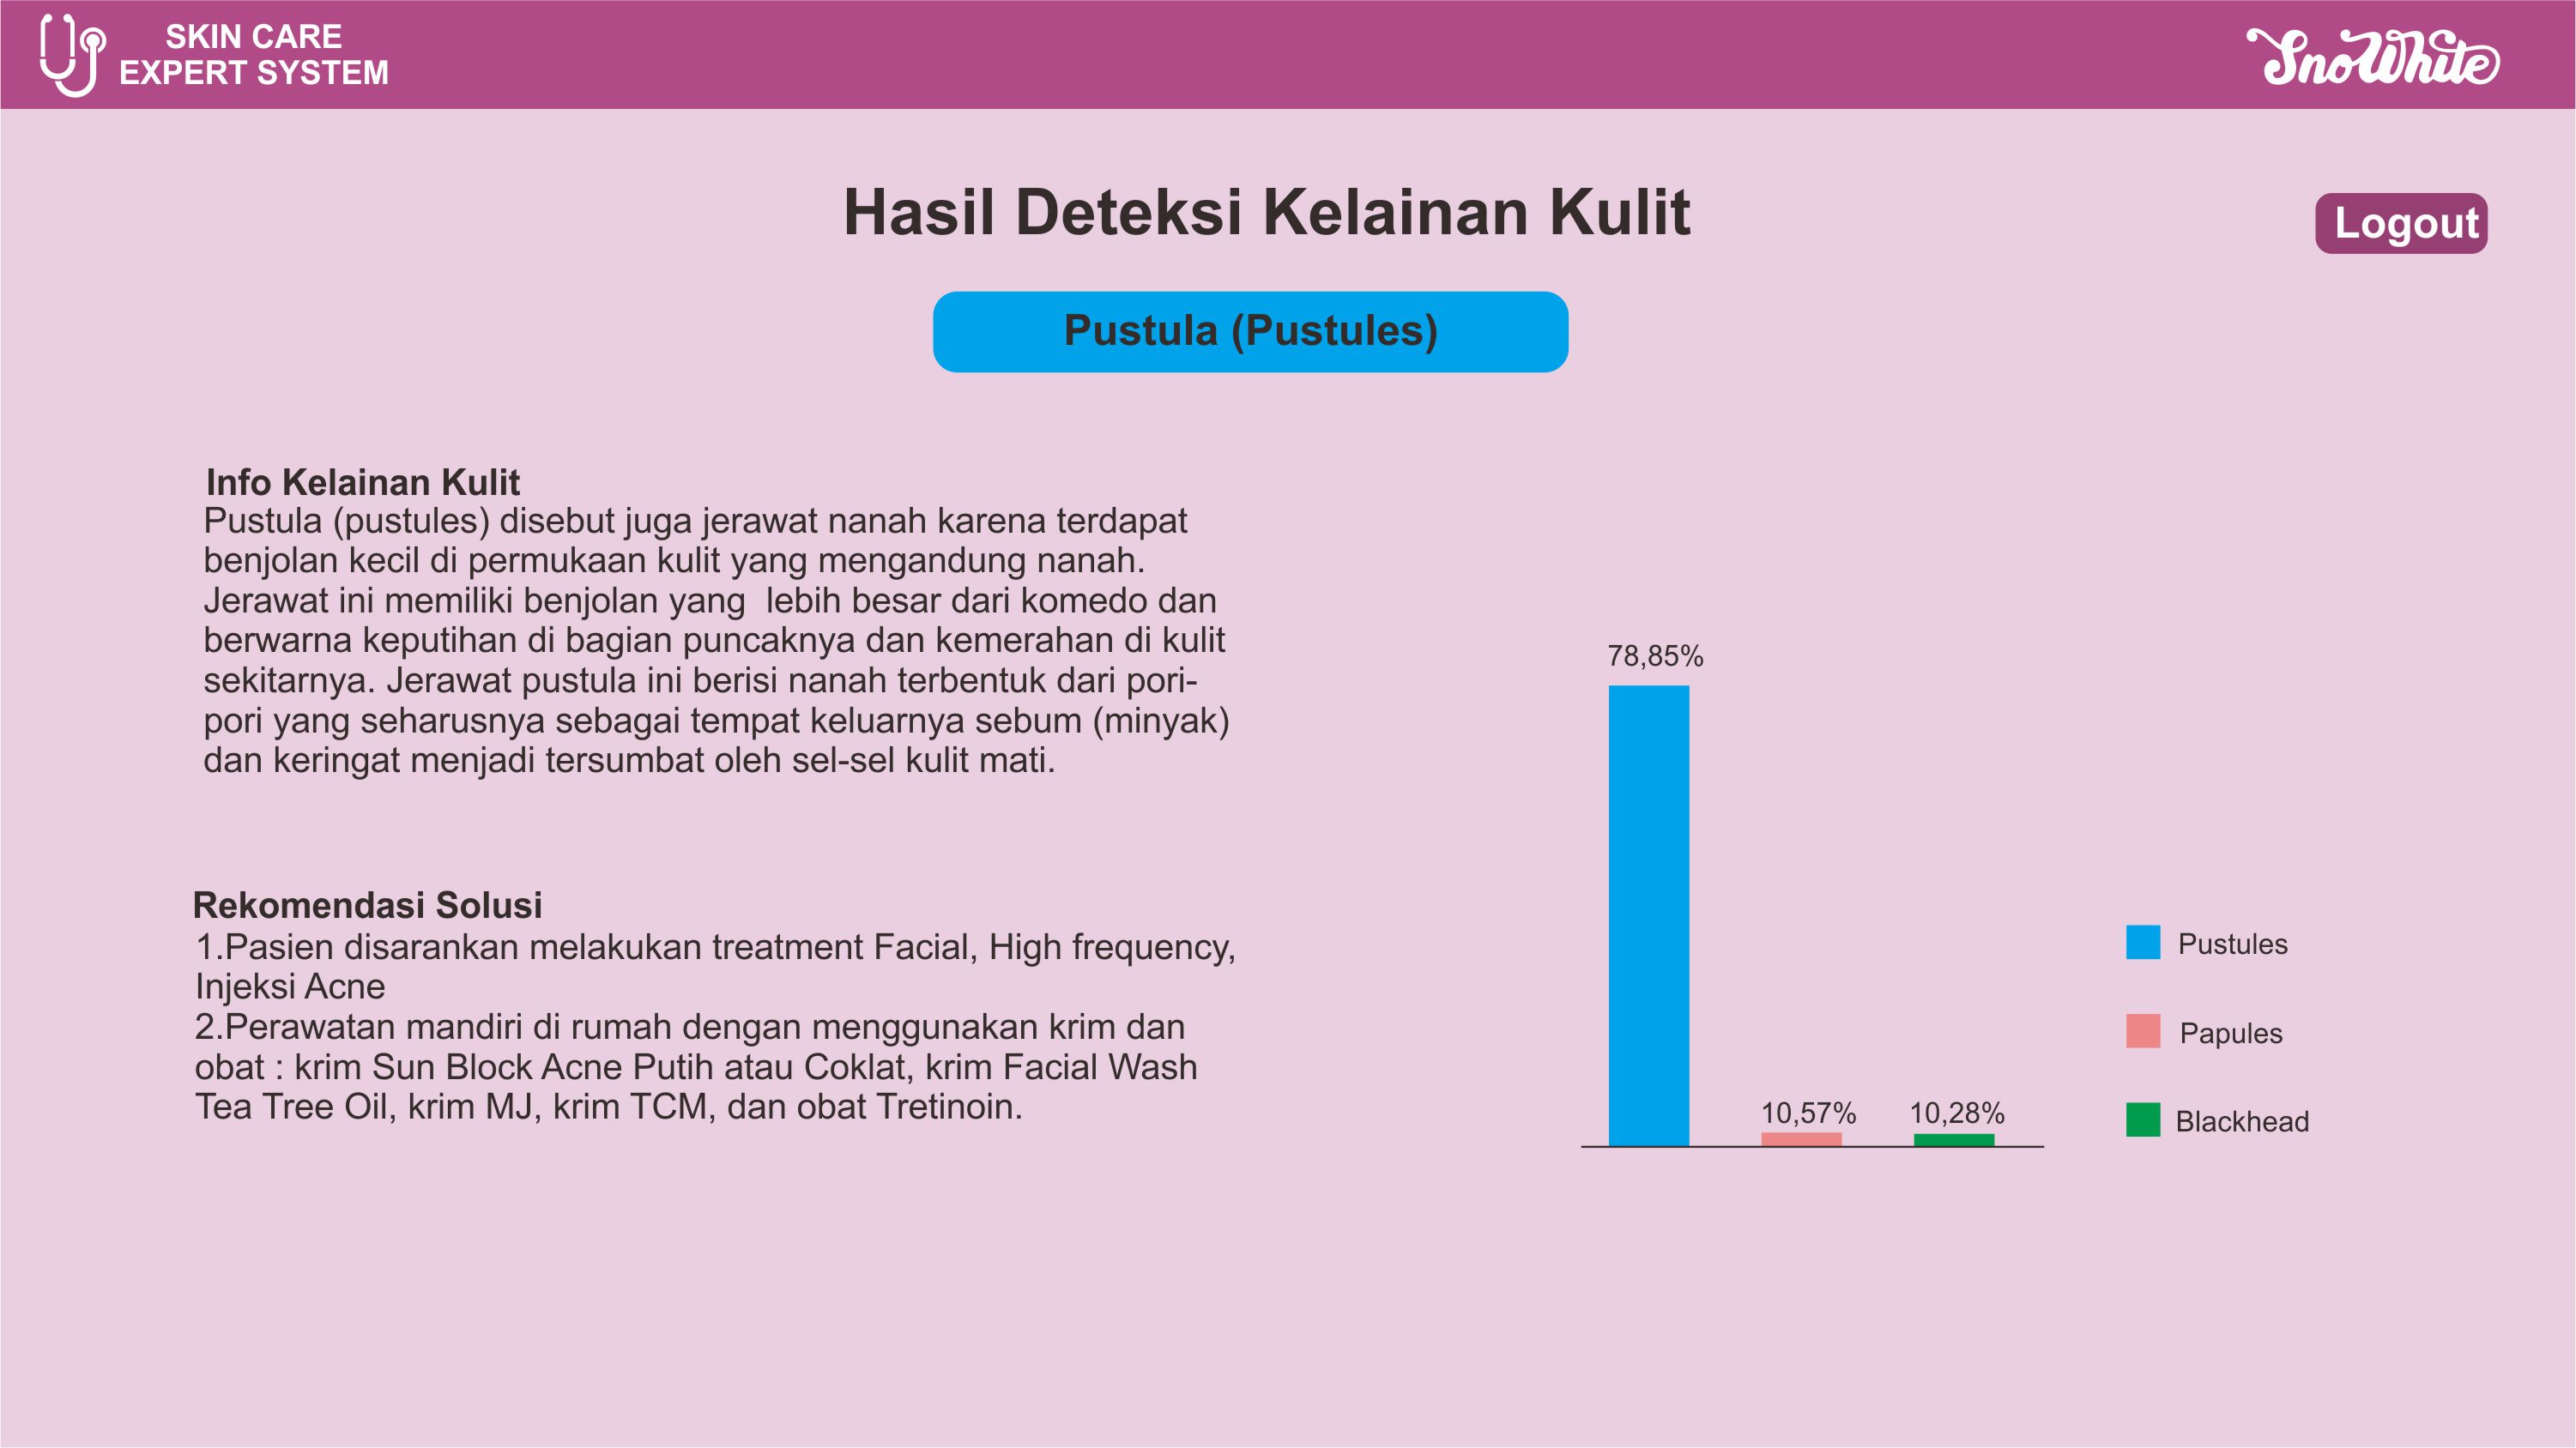 SKIN CARE
EXPERT SYSTEM
SnoWhite
Hasil Deteksi Kelainan Kulit
Logout
Pustula (Pustules)
Info Kelainan Kulit
Pustula (pustules) disebut juga jerawat nanah karena terdapat
benjolan kecil di permukaan kulit yang mengandung nanah.
Jerawat ini memiliki benjolan yang  lebih besar dari komedo dan
berwarna keputihan di bagian puncaknya dan kemerahan di kulit
sekitarnya. Jerawat pustula ini berisi nanah terbentuk dari pori-
pori yang seharusnya sebagai tempat keluarnya sebum (minyak)
dan keringat menjadi tersumbat oleh sel-sel kulit mati.
Rekomendasi Solusi
1.Pasien disarankan melakukan treatment Facial, High frequency,
Injeksi Acne
2.Perawatan mandiri di rumah dengan menggunakan krim dan
obat : krim Sun Block Acne Putih atau Coklat, krim Facial Wash
Tea Tree Oil, krim MJ, krim TCM, dan obat Tretinoin.
78,85%
10,57%
10,28%
Pustules
Papules
Blackhead